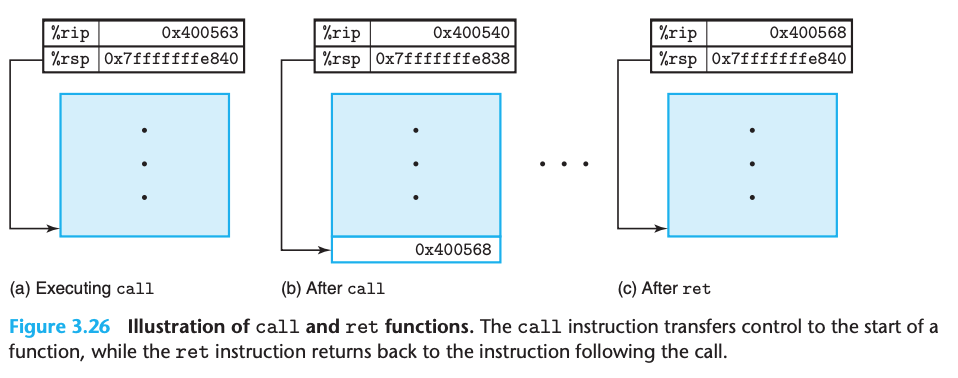 %rip 0x400563
%rsp 0x7fffffffe840
%rip 0x400540
%rsp 0x7fffffffe838
0x400568
%rip 0x400568
%rsp 0x7fffffffe840
(a) Executing call
(b) After call
(c) After ret
Figure 3.26 Illustration of call and ret functions. The call instruction transfers control to the start of a
function, while the ret instruction returns back to the instruction following the call.